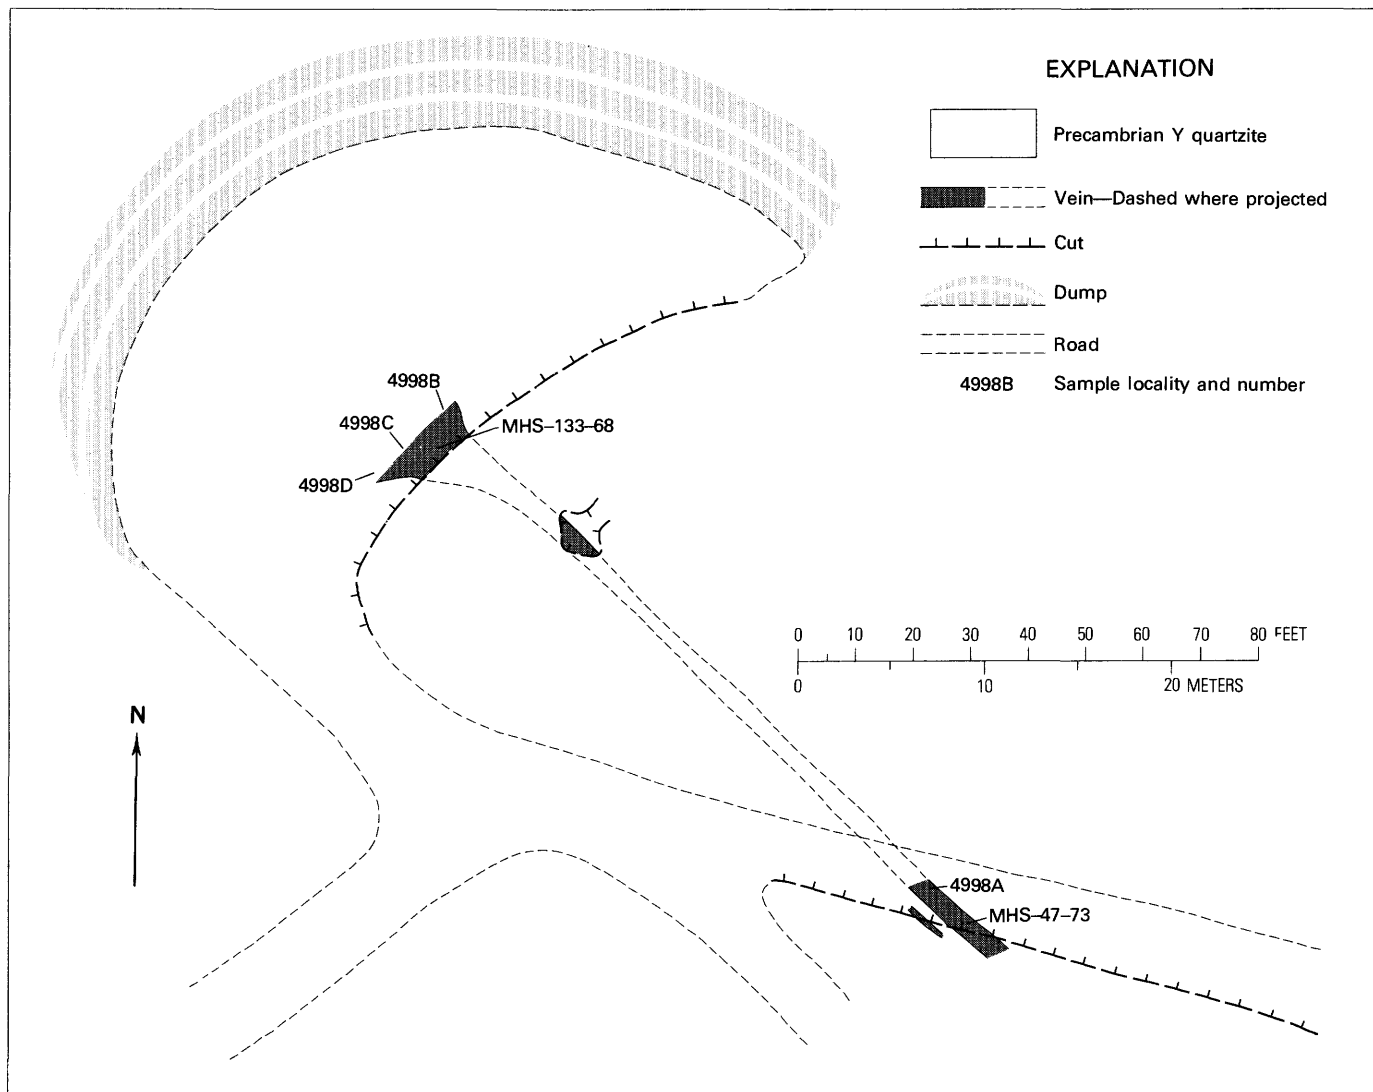 EXPLANATION
Precambrian Y quartzite
Vein—Dashed where projected
Cut
Dump
Road
4998B Sample locality and number
4998B
4998C
MHS–133–68
4998D
0 10 20 30 40 50 60 70 80 FEET
0 10 20 METERS
N
4998A
MHS–47–73